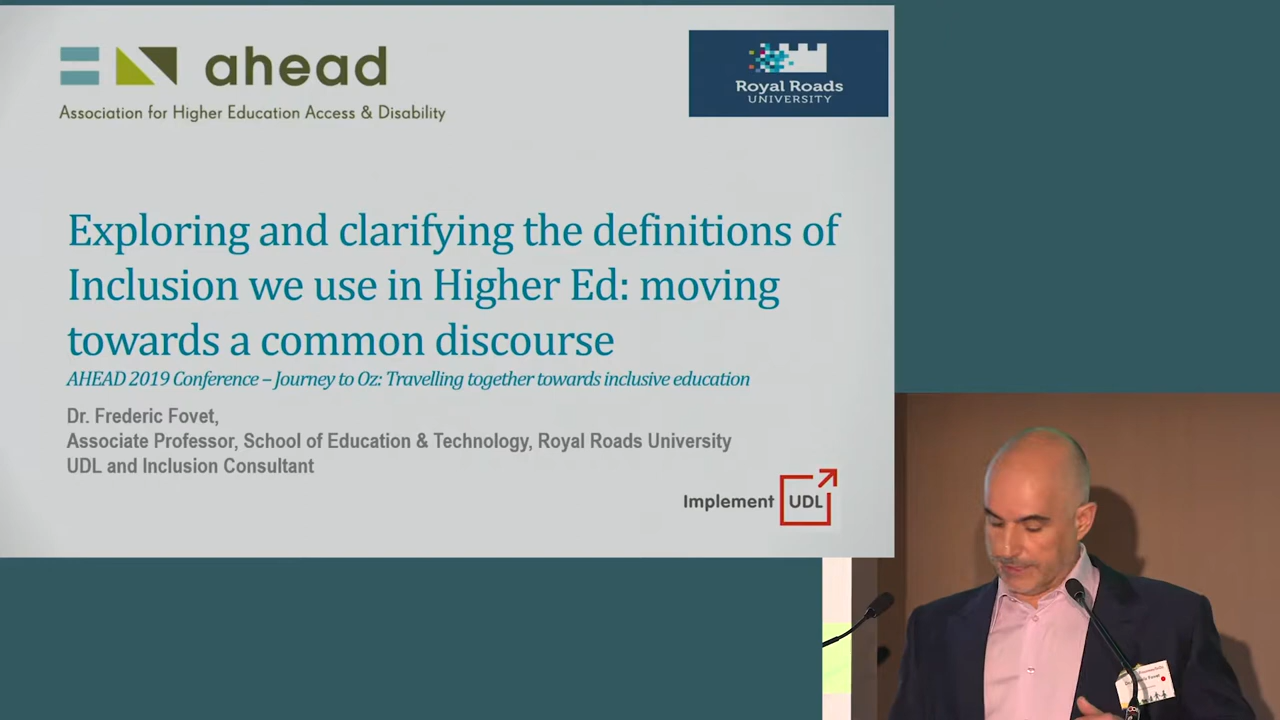 ahead
Association for Higher Education Access & Disability
Royal Roads
UNIVERSITY
Exploring and clarifying the definitions of
Inclusion we use in Higher Ed: moving
towards a common discourse
AHEAD 2019 Conference – Journey to Oz: Travelling together towards inclusive education
Dr. Frederic Fovet,
Associate Professor, School of Education & Technology, Royal Roads University
UDL and Inclusion Consultant
Implement UDL